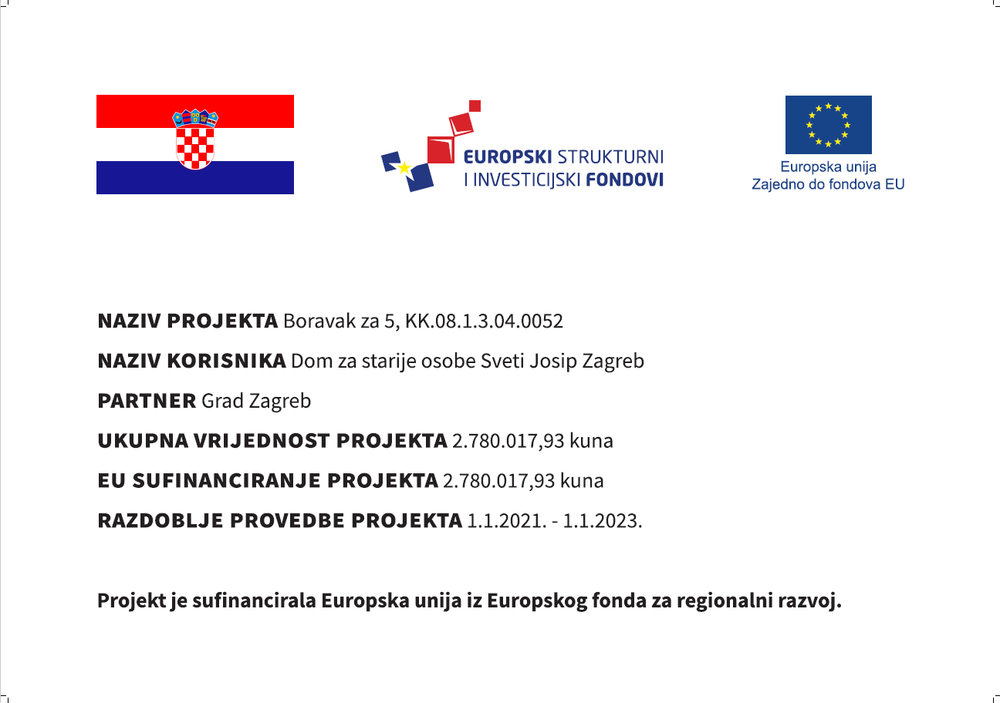 EUROPSKI STRUKTURNI
I INVESTICIJSKI FONDOVI
Europska unija
Zajedno do fondova EU
NAZIV PROJEKTA Boravak za 5, KK.08.1.3.04.0052
NAZIV KORISNIKA Dom za starije osobe Sveti Josip Zagreb
PARTNER Grad Zagreb
UKUPNA VRIJEDNOST PROJEKTA 2.780.017,93 kuna
EU SUFINANCIRANJE PROJEKTA 2.780.017,93 kuna
RAZDOBLJE PROVEDBE PROJEKTA 1.1.2021. - 1.1.2023.
Projekt je sufinancirala Europska unija iz Europskog fonda za regionalni razvoj.